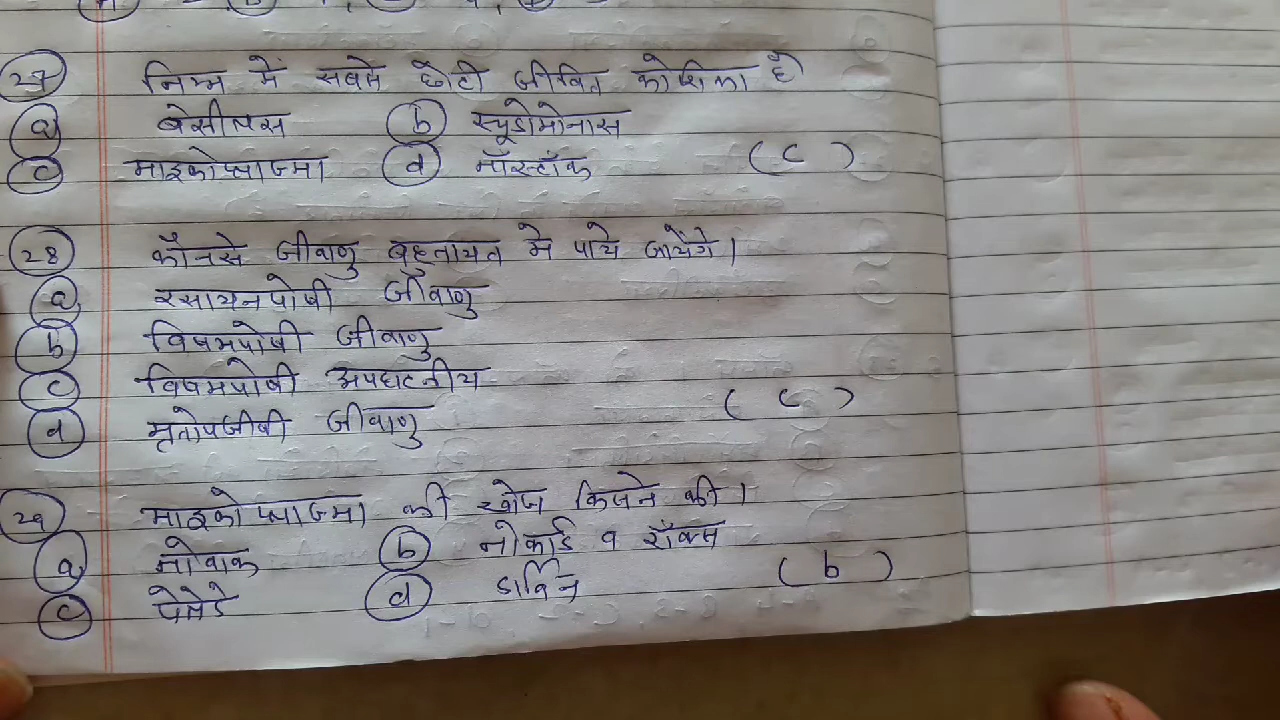 27 निम्न में सबसे छोटी जीवित कोशिका है
a बेसीलस b स्यूडोमोनास
c माइकोप्लाज्मा d नॉस्टॉक ( c )
28 कौनसे जीवाणु बहुतायत मे पाये जायेंगे।
a रसायनपोषी जीवाणु
b विषमपोषी जीवाणु
c विषमपोषी अपघटनीय
d मृतोपजीवी जीवाणु ( c )
29 माइकोप्लाज्मा की खोज किसने की।
a नोवाक b नोकार्ड व रॉक्स
c d डार्विन ( b )